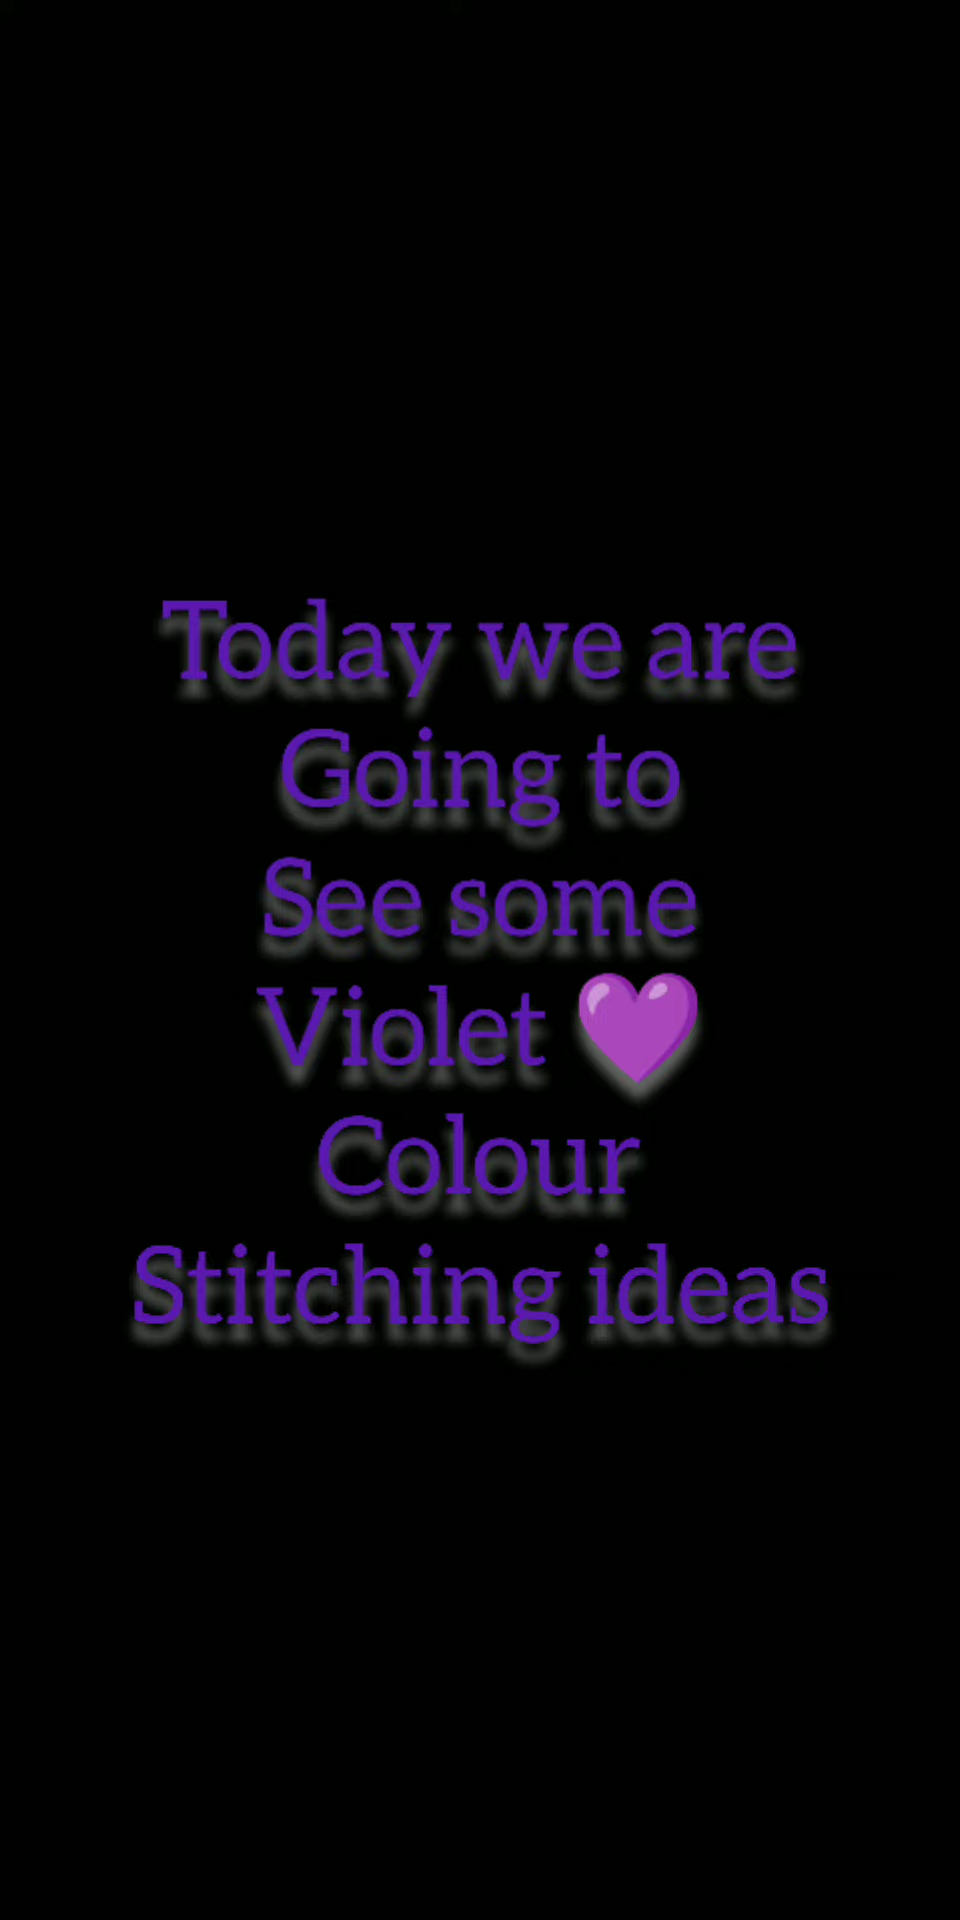 Today we are
Going to
See some
Violet 💜
Colour
Stitching ideas